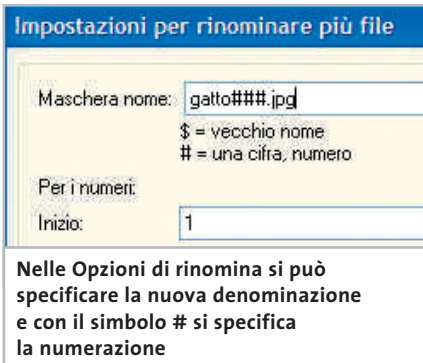 Impostazioni per rinominare più file
Maschera nome: gatto###.jpg
$ = vecchio nome
# = una cifra, numero
Per i numeri:
Inizio: 1
Nelle Opzioni di rinomina si può
specificare la nuova denominazione
e con il simbolo # si specifica
la numerazione